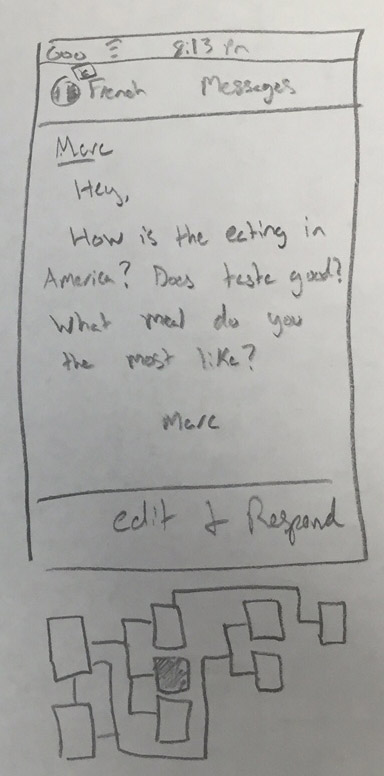 8:13 Pm
French Messages
Marc
Hey,
How is the eating in
America? Does taste good?
What meal do you
the most like?
Marc
edit & Respond